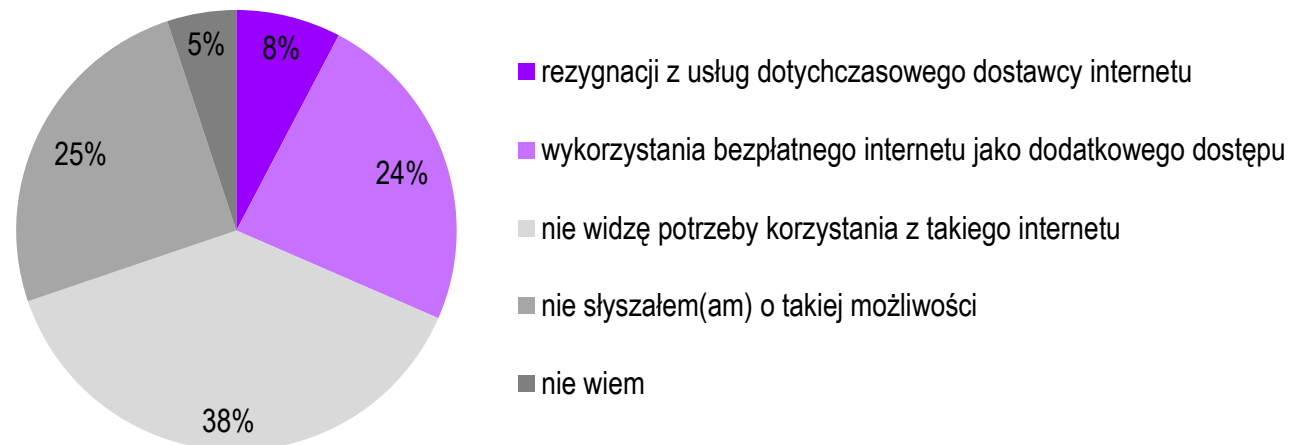 5%
8%
25%
24%
38%
rezygnacji z usług dotychczasowego dostawcy internetu
wykorzystania bezpłatnego internetu jako dodatkowego dostępu
nie widzę potrzeby korzystania z takiego internetu
nie słyszałem(am) o takiej możliwości
nie wiem